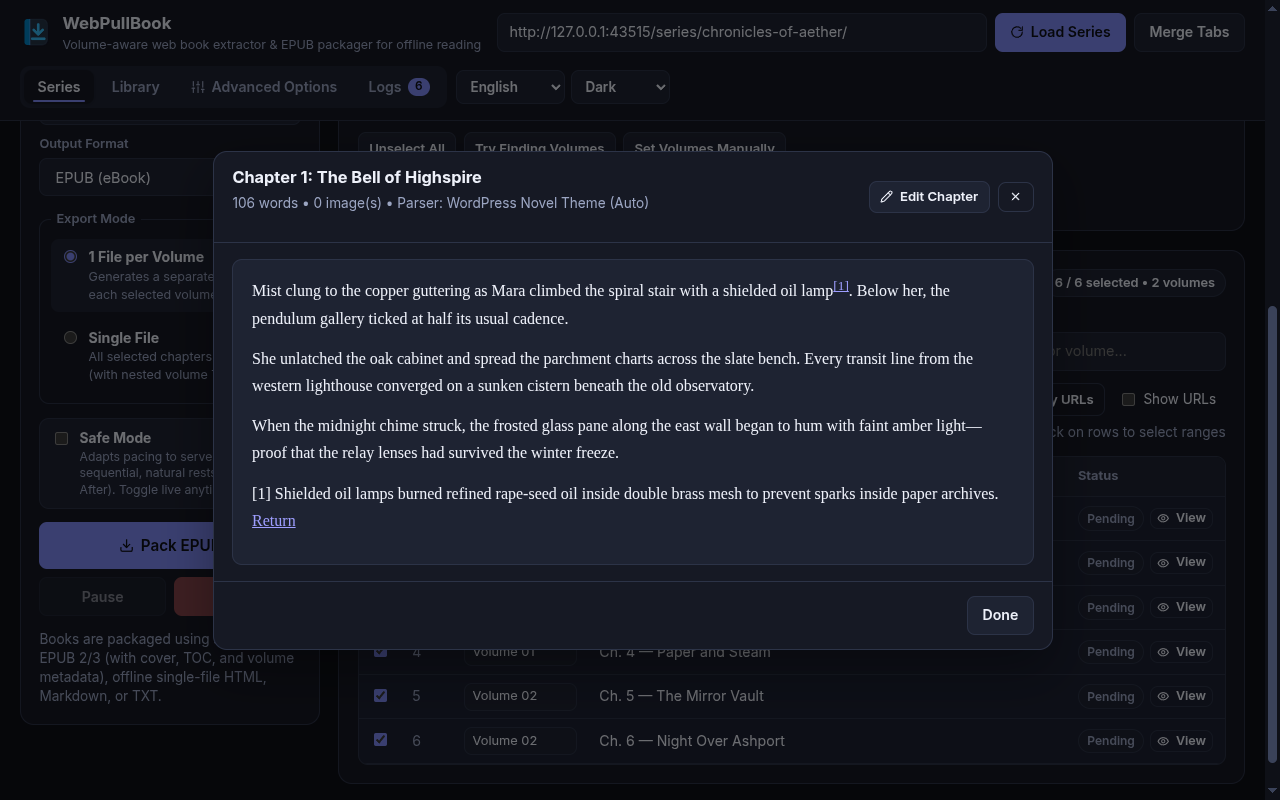 WebPullBook
Volume-aware web book extractor & EPUB packager for offline reading
http://127.0.0.1:43515/series/chronicles-of-aether/
Load Series
Merge Tabs
Series
Library
Advanced Options
Logs 6
English
Dark
Output Format
EPUB (eBook)
Export Mode
1 File per Volume
Generates a separate
each selected volume
Single File
All selected chapters
(with nested volume
Safe Mode
Adapts pacing to serve
sequential, natural rests
After). Toggle live anyti
Pack EPU
Pause
Books are packaged using
EPUB 2/3 (with cover, TOC, and volume
metadata), offline single-file HTML,
Markdown, or TXT.
Unselect All
Try Finding Volumes
Set Volumes Manually
6 / 6 selected • 2 volumes
or volume...
y URLs
Show URLs
ck on rows to select ranges
Status
Pending View
Pending View
Pending View
4 Volume 01 Ch. 4 — Paper and Steam Pending View
5 Volume 02 Ch. 5 — The Mirror Vault Pending View
6 Volume 02 Ch. 6 — Night Over Ashport Pending View
Chapter 1: The Bell of Highspire
106 words • 0 image(s) • Parser: WordPress Novel Theme (Auto)
Edit Chapter
×
Mist clung to the copper guttering as Mara climbed the spiral stair with a shielded oil lamp[1]. Below her, the
pendulum gallery ticked at half its usual cadence.
She unlatched the oak cabinet and spread the parchment charts across the slate bench. Every transit line from the
western lighthouse converged on a sunken cistern beneath the old observatory.
When the midnight chime struck, the frosted glass pane along the east wall began to hum with faint amber light—
proof that the relay lenses had survived the winter freeze.
[1] Shielded oil lamps burned refined rape-seed oil inside double brass mesh to prevent sparks inside paper archives.
Return
Done